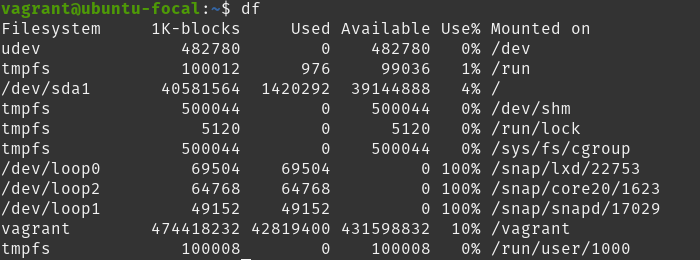 vagrant@ubuntu-focal:~$ df
Filesystem     1K-blocks     Used Available Use% Mounted on
udev              482780        0    482780   0% /dev
tmpfs             100012      976     99036   1% /run
/dev/sda1       40581564  1420292  39144888   4% /
tmpfs             500044        0    500044   0% /dev/shm
tmpfs               5120        0      5120   0% /run/lock
tmpfs             500044        0    500044   0% /sys/fs/cgroup
/dev/loop0         69504    69504         0 100% /snap/lxd/22753
/dev/loop2         64768    64768         0 100% /snap/core20/1623
/dev/loop1         49152    49152         0 100% /snap/snapd/17029
vagrant        474418232 42819400 431598832  10% /vagrant
tmpfs             100008        0    100008   0% /run/user/1000